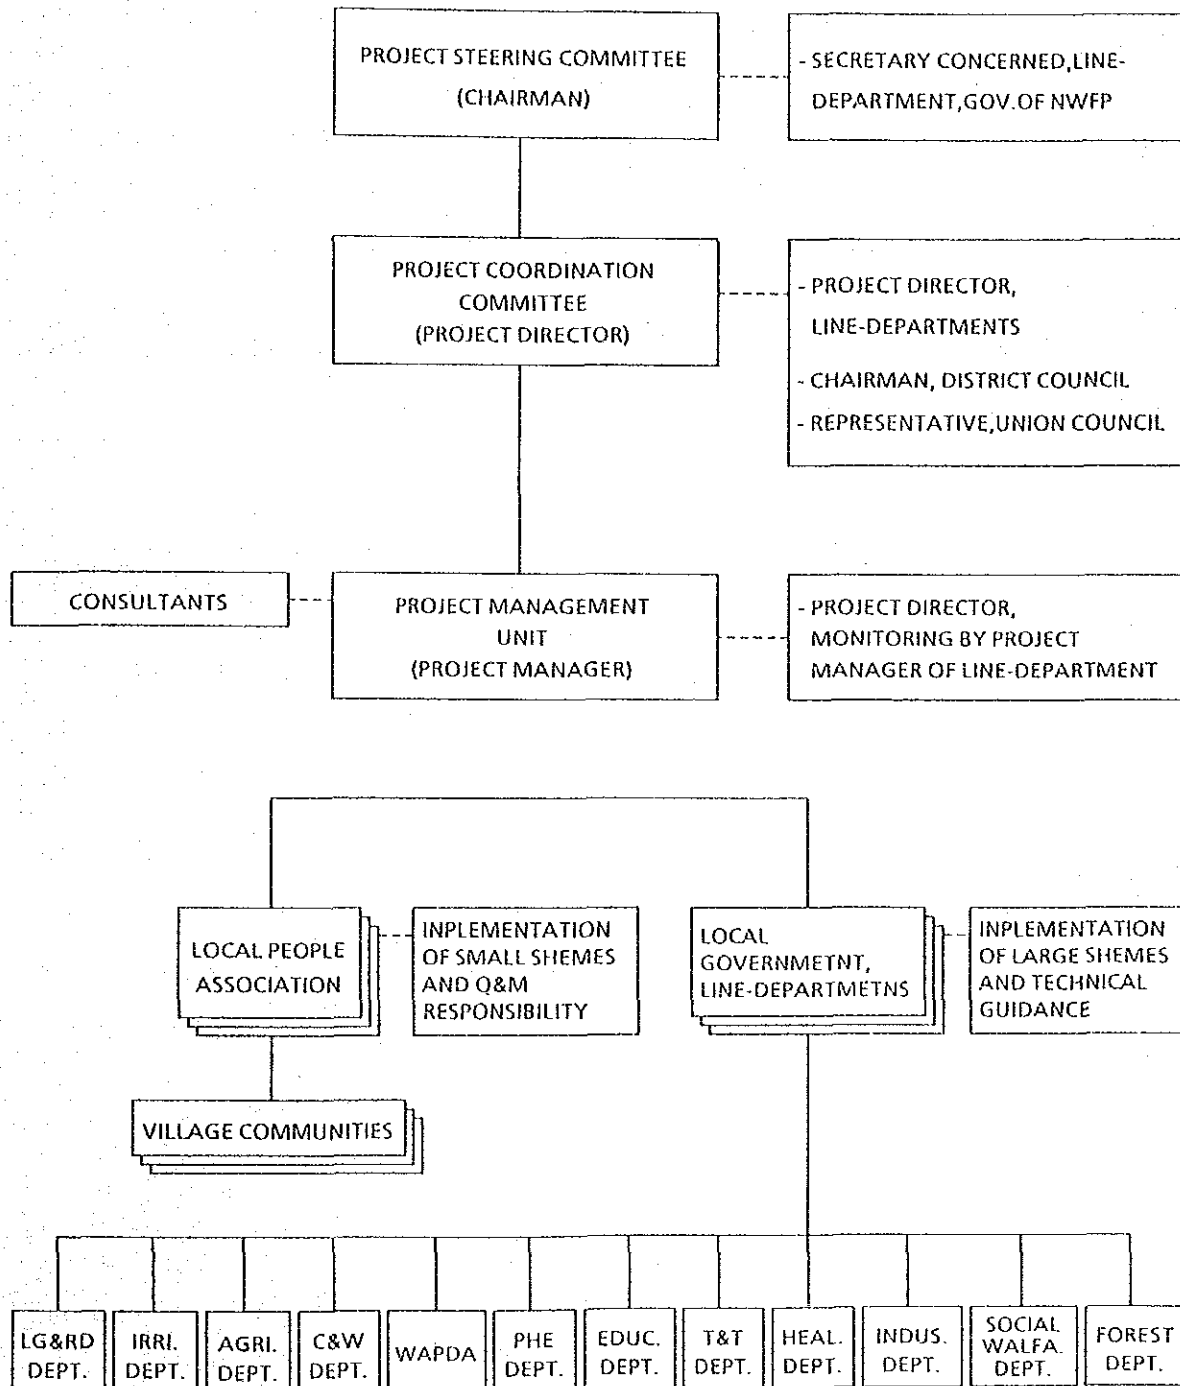 PROJECT STEERING COMMITTEE
(CHAIRMAN)
- SECRETARY CONCERNED,LINE-
DEPARTMENT,GOV.OF NWFP
PROJECT COORDINATION
COMMITTEE
(PROJECT DIRECTOR)
- PROJECT DIRECTOR,
LINE-DEPARTMENTS
- CHAIRMAN, DISTRICT COUNCIL
- REPRESENTATIVE,UNION COUNCIL
CONSULTANTS
PROJECT MANAGEMENT
UNIT
(PROJECT MANAGER)
- PROJECT DIRECTOR,
MONITORING BY PROJECT
MANAGER OF LINE-DEPARTMENT
LOCAL PEOPLE
ASSOCIATION
INPLEMENTATION
OF SMALL SHEMES
AND Q&M
RESPONSIBILITY
LOCAL
GOVERNMETNT,
LINE-DEPARTMETNS
INPLEMENTATION
OF LARGE SHEMES
AND TECHNICAL
GUIDANCE
VILLAGE COMMUNITIES
LG&RD
DEPT.
IRRI.
DEPT.
AGRI.
DEPT.
C&W
DEPT.
WAPDA
PHE
DEPT.
EDUC.
DEPT.
T&T
DEPT.
HEAL.
DEPT.
INDUS.
DEPT.
SOCIAL
WALFA.
DEPT.
FOREST
DEPT.